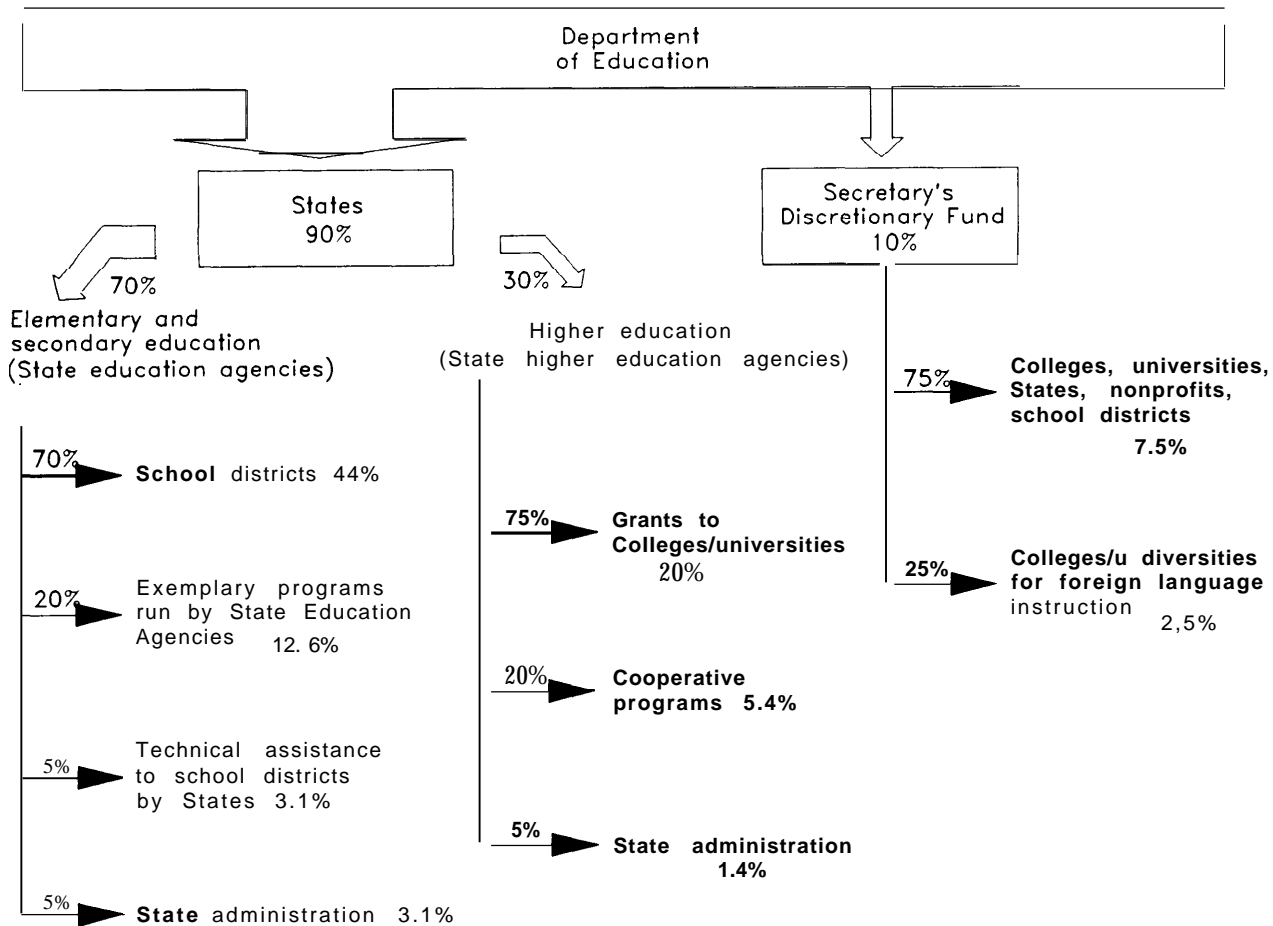 Department
of Education
States
90%
Secretary's
Discretionary Fund
10%
70%
30%
Elementary and
secondary education
(State education agencies)
Higher education
(State higher education agencies)
70%
School districts 44%
20%
Exemplary programs
run by State Education
Agencies 12. 6%
5%
Technical assistance
to school districts
by States 3.1%
5%
State administration 3.1%
75%
Grants to
Colleges/universities
20%
20%
Cooperative
programs 5.4%
5%
State administration
1.4%
75%
Colleges, universities,
States, nonprofits,
school districts
7.5%
25%
Colleges/u diversities
for foreign language
instruction
2,5%